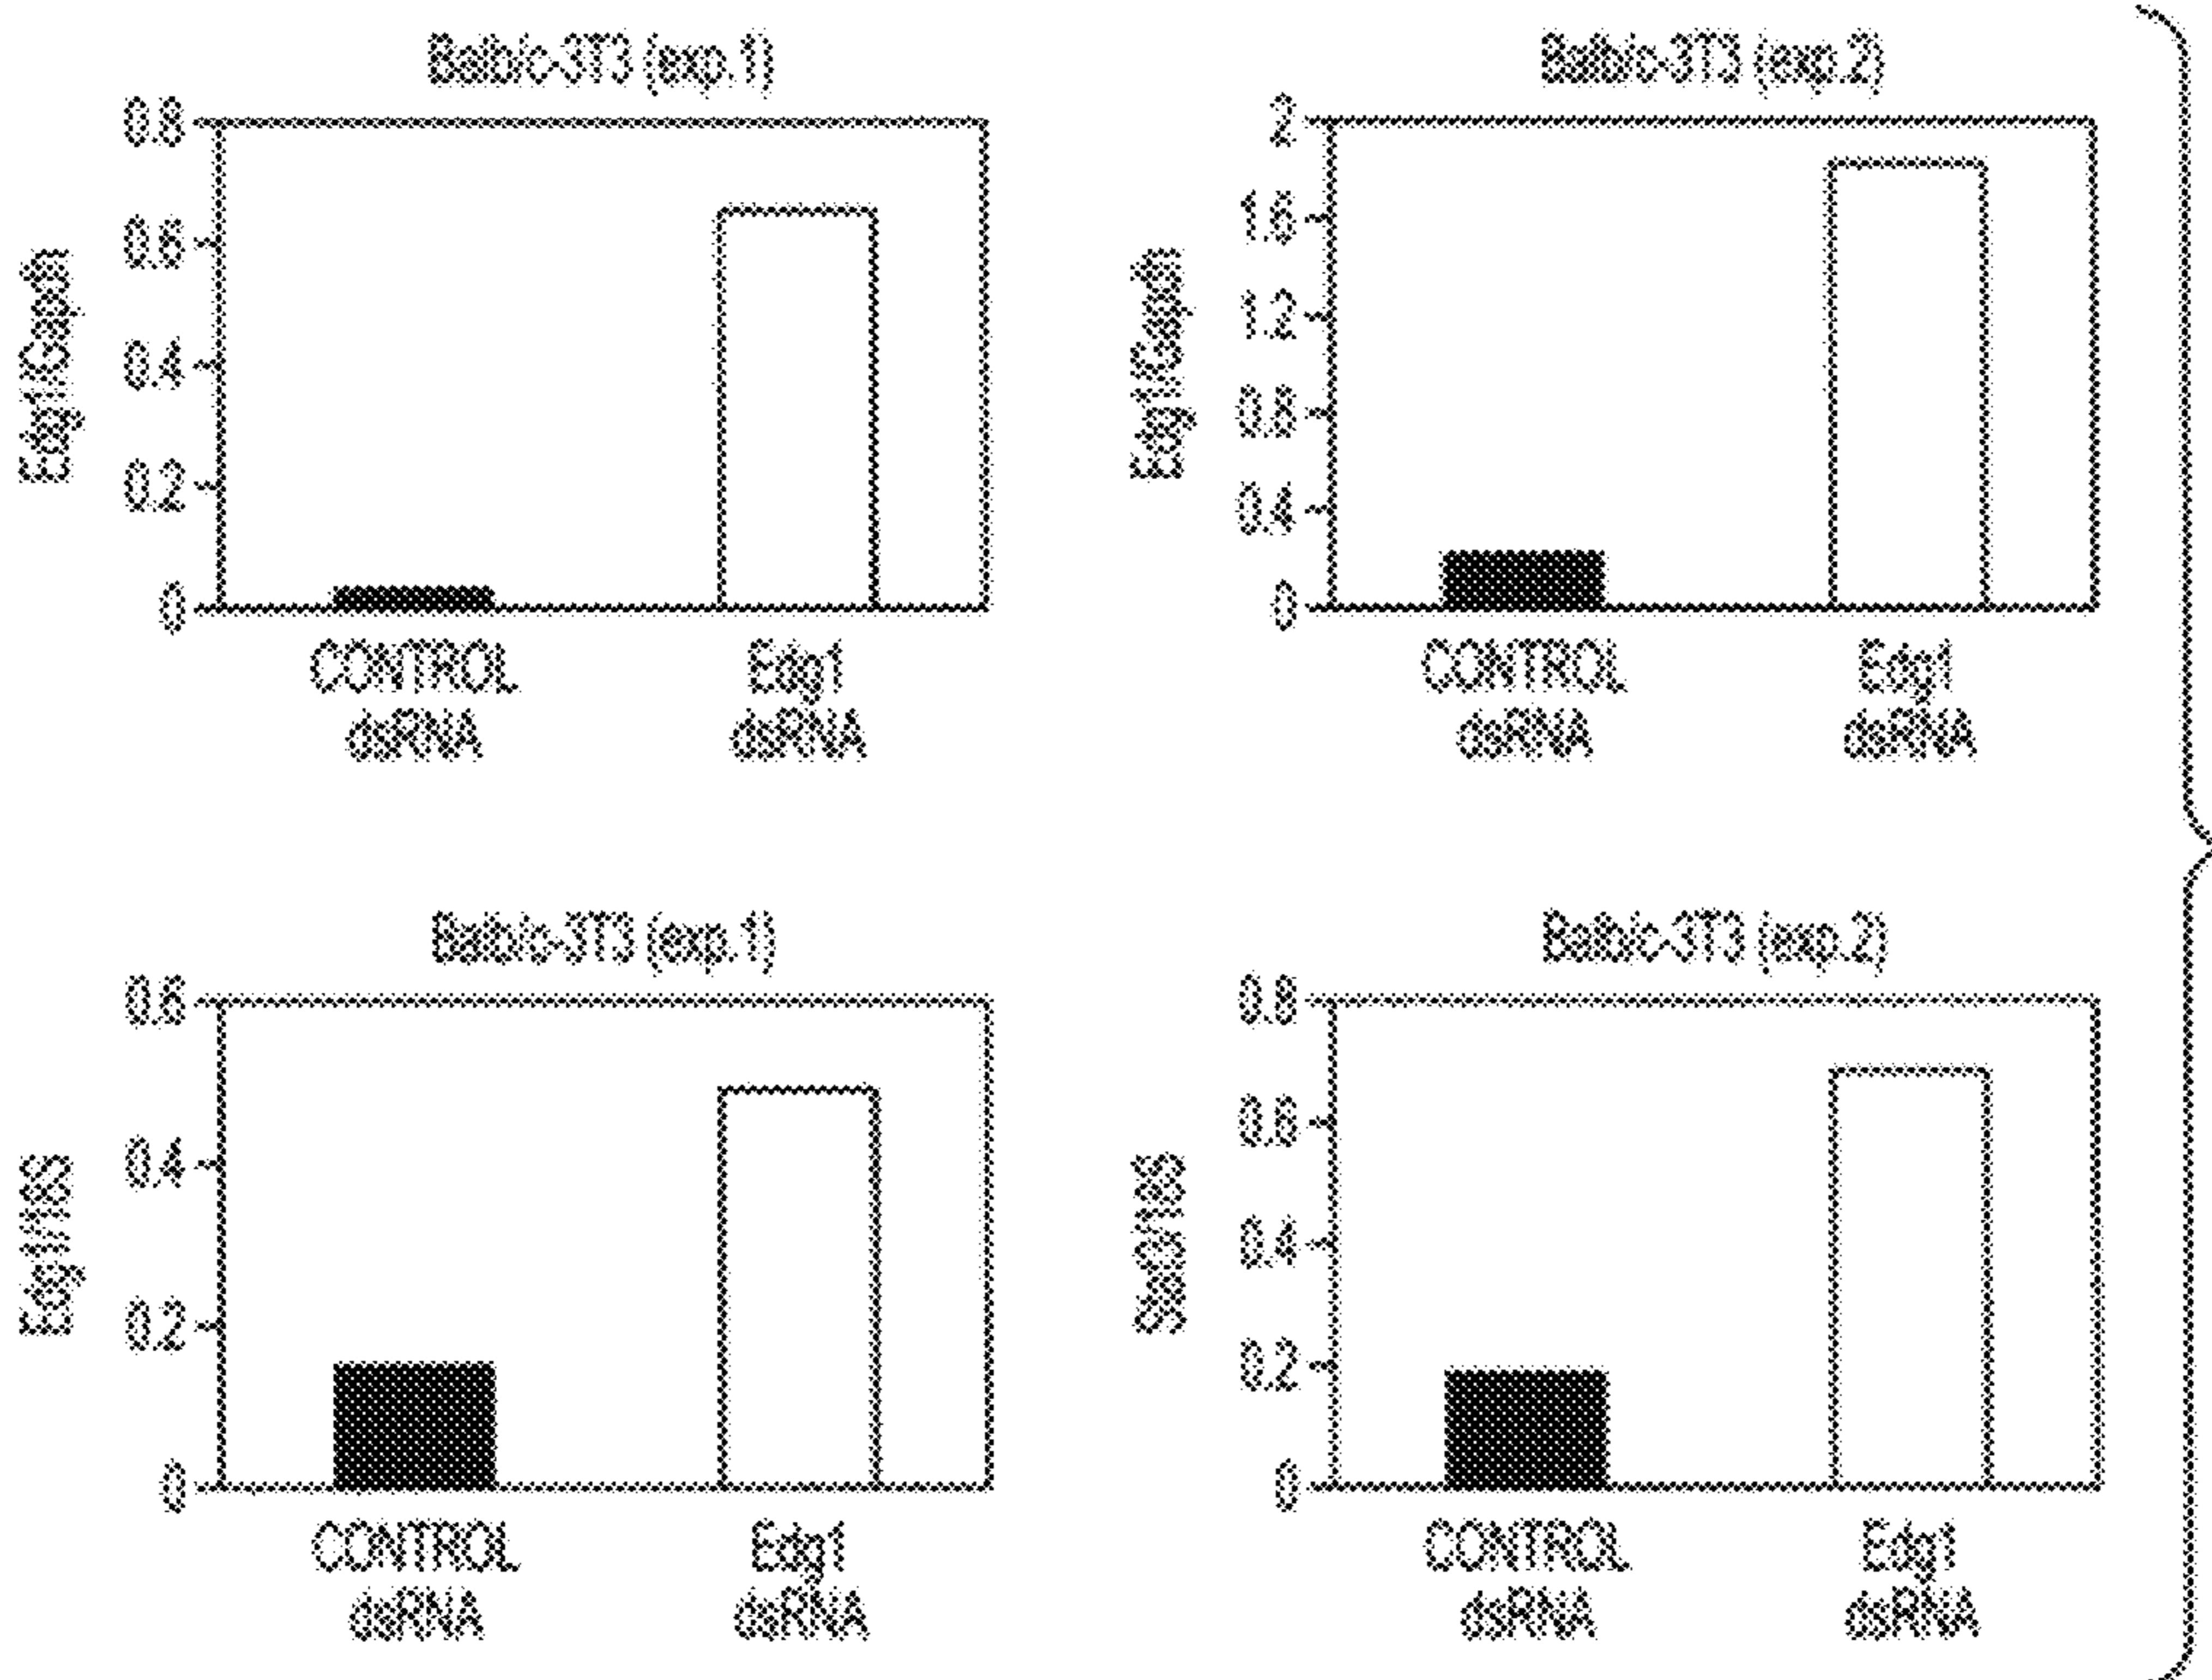 Balb/c-3T3 (exp.1)
0.8
0.6
0.4
0.2
0
Edg1/Gapdh
CONTROL
dsRNA
Edg1
dsRNA
Balb/c-3T3 (exp.2)
2
1.6
1.2
0.8
0.4
0
Edg1/Gapdh
CONTROL
dsRNA
Edg1
dsRNA
Balb/c-3T3 (exp.1)
0.6
0.4
0.2
0
Edg1/18S
CONTROL
dsRNA
Edg1
dsRNA
Balb/c-3T3 (exp.2)
0.8
0.6
0.4
0.2
0
CONTROL
dsRNA
Edg1
dsRNA